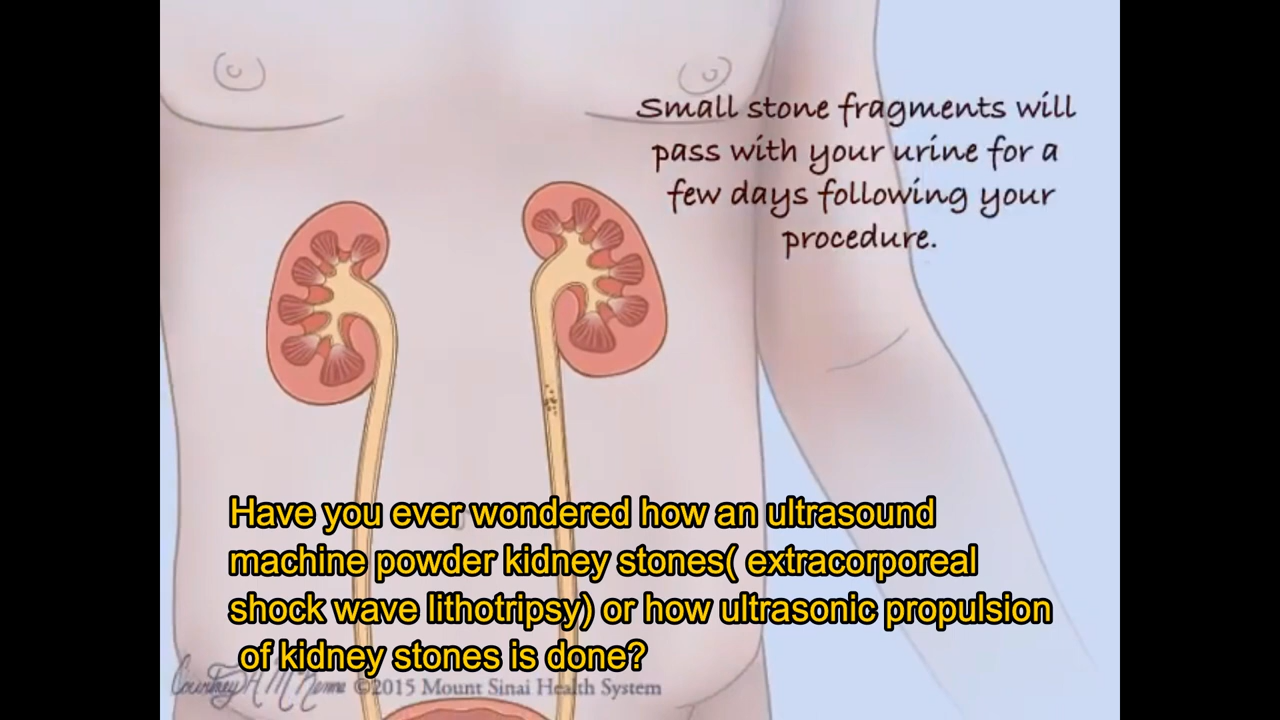 Small stone fragments will
pass with your urine for a
few days following your
procedure.
Have you ever wondered how an ultrasound
machine powder kidney stones( extracorporeal
shock wave lithotripsy) or how ultrasonic propulsion
of kidney stones is done?
©2015 Mount Sinai Health System